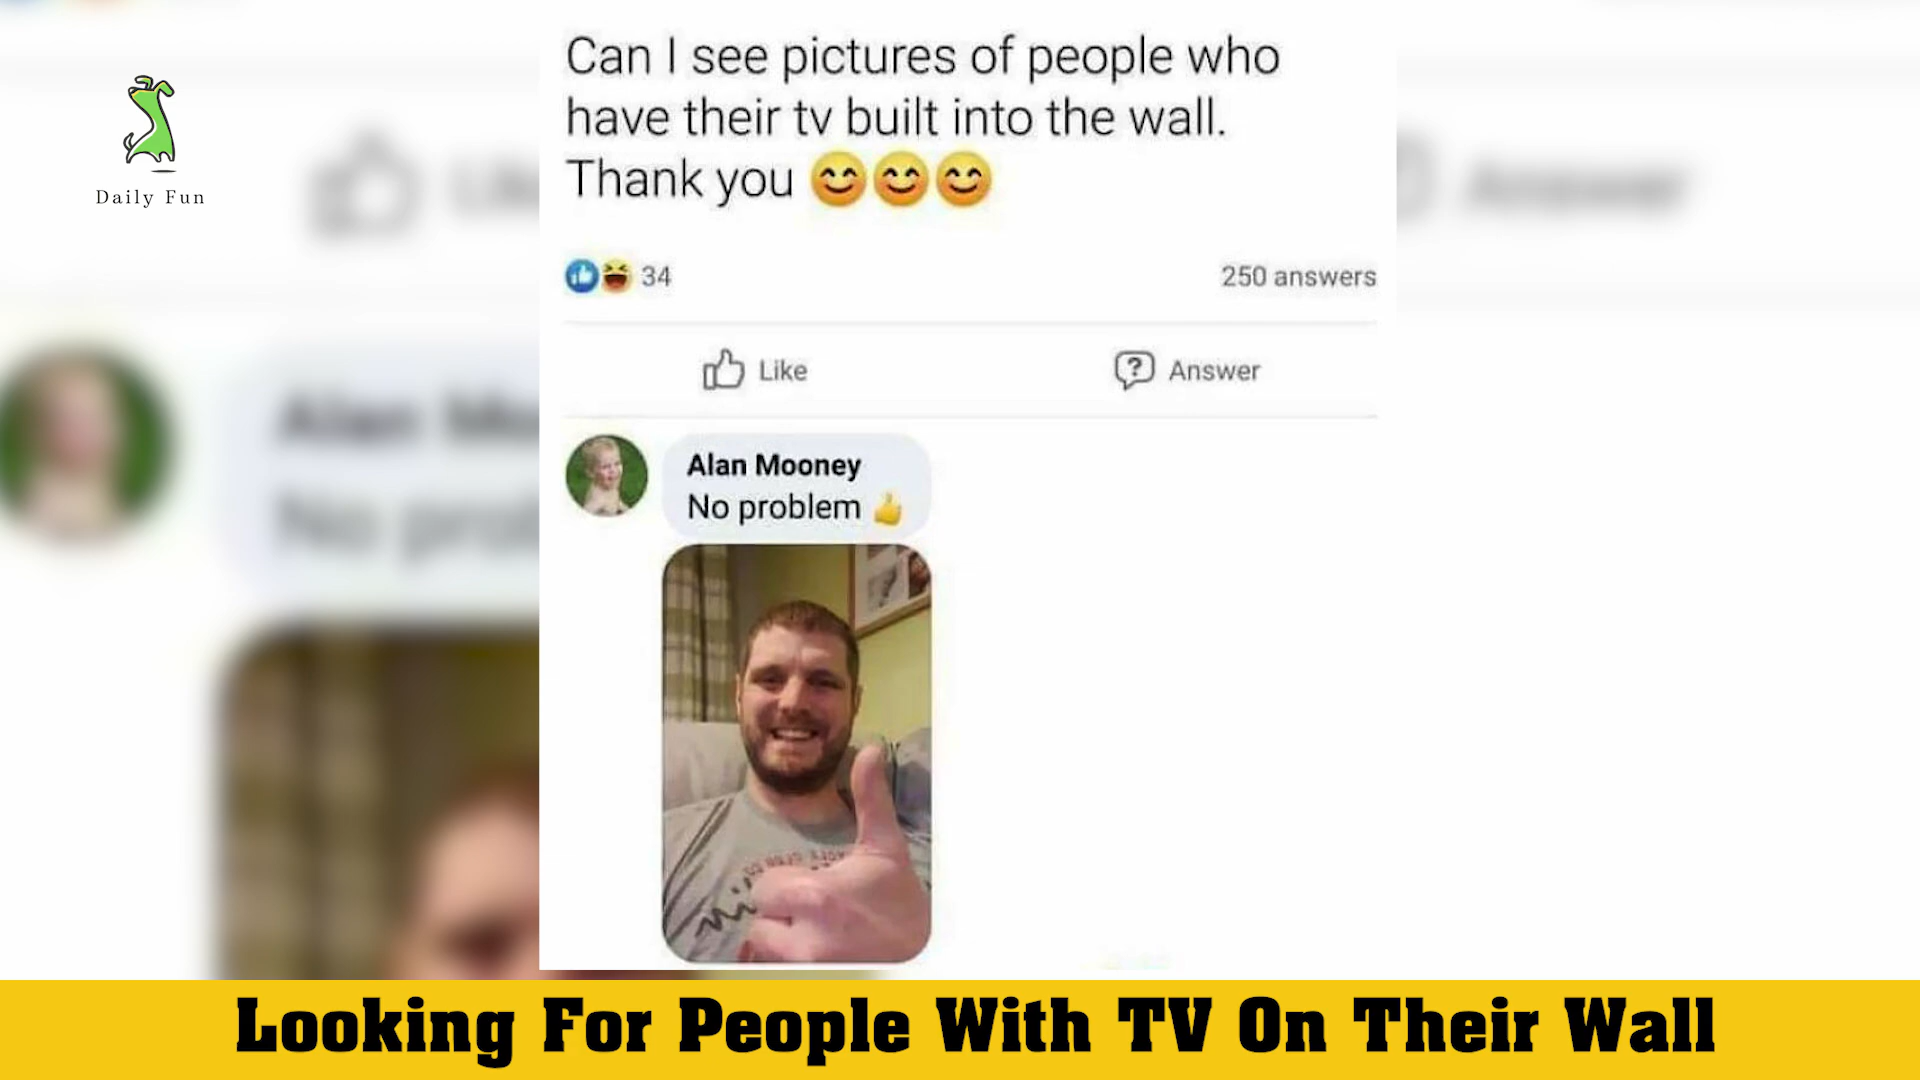 Can I see pictures of people who
have their tv built into the wall.
Thank you 😊😊😊
Daily Fun
34
250 answers
Like
Answer
Alan Mooney
No problem 👍
Looking For People With TV On Their Wall